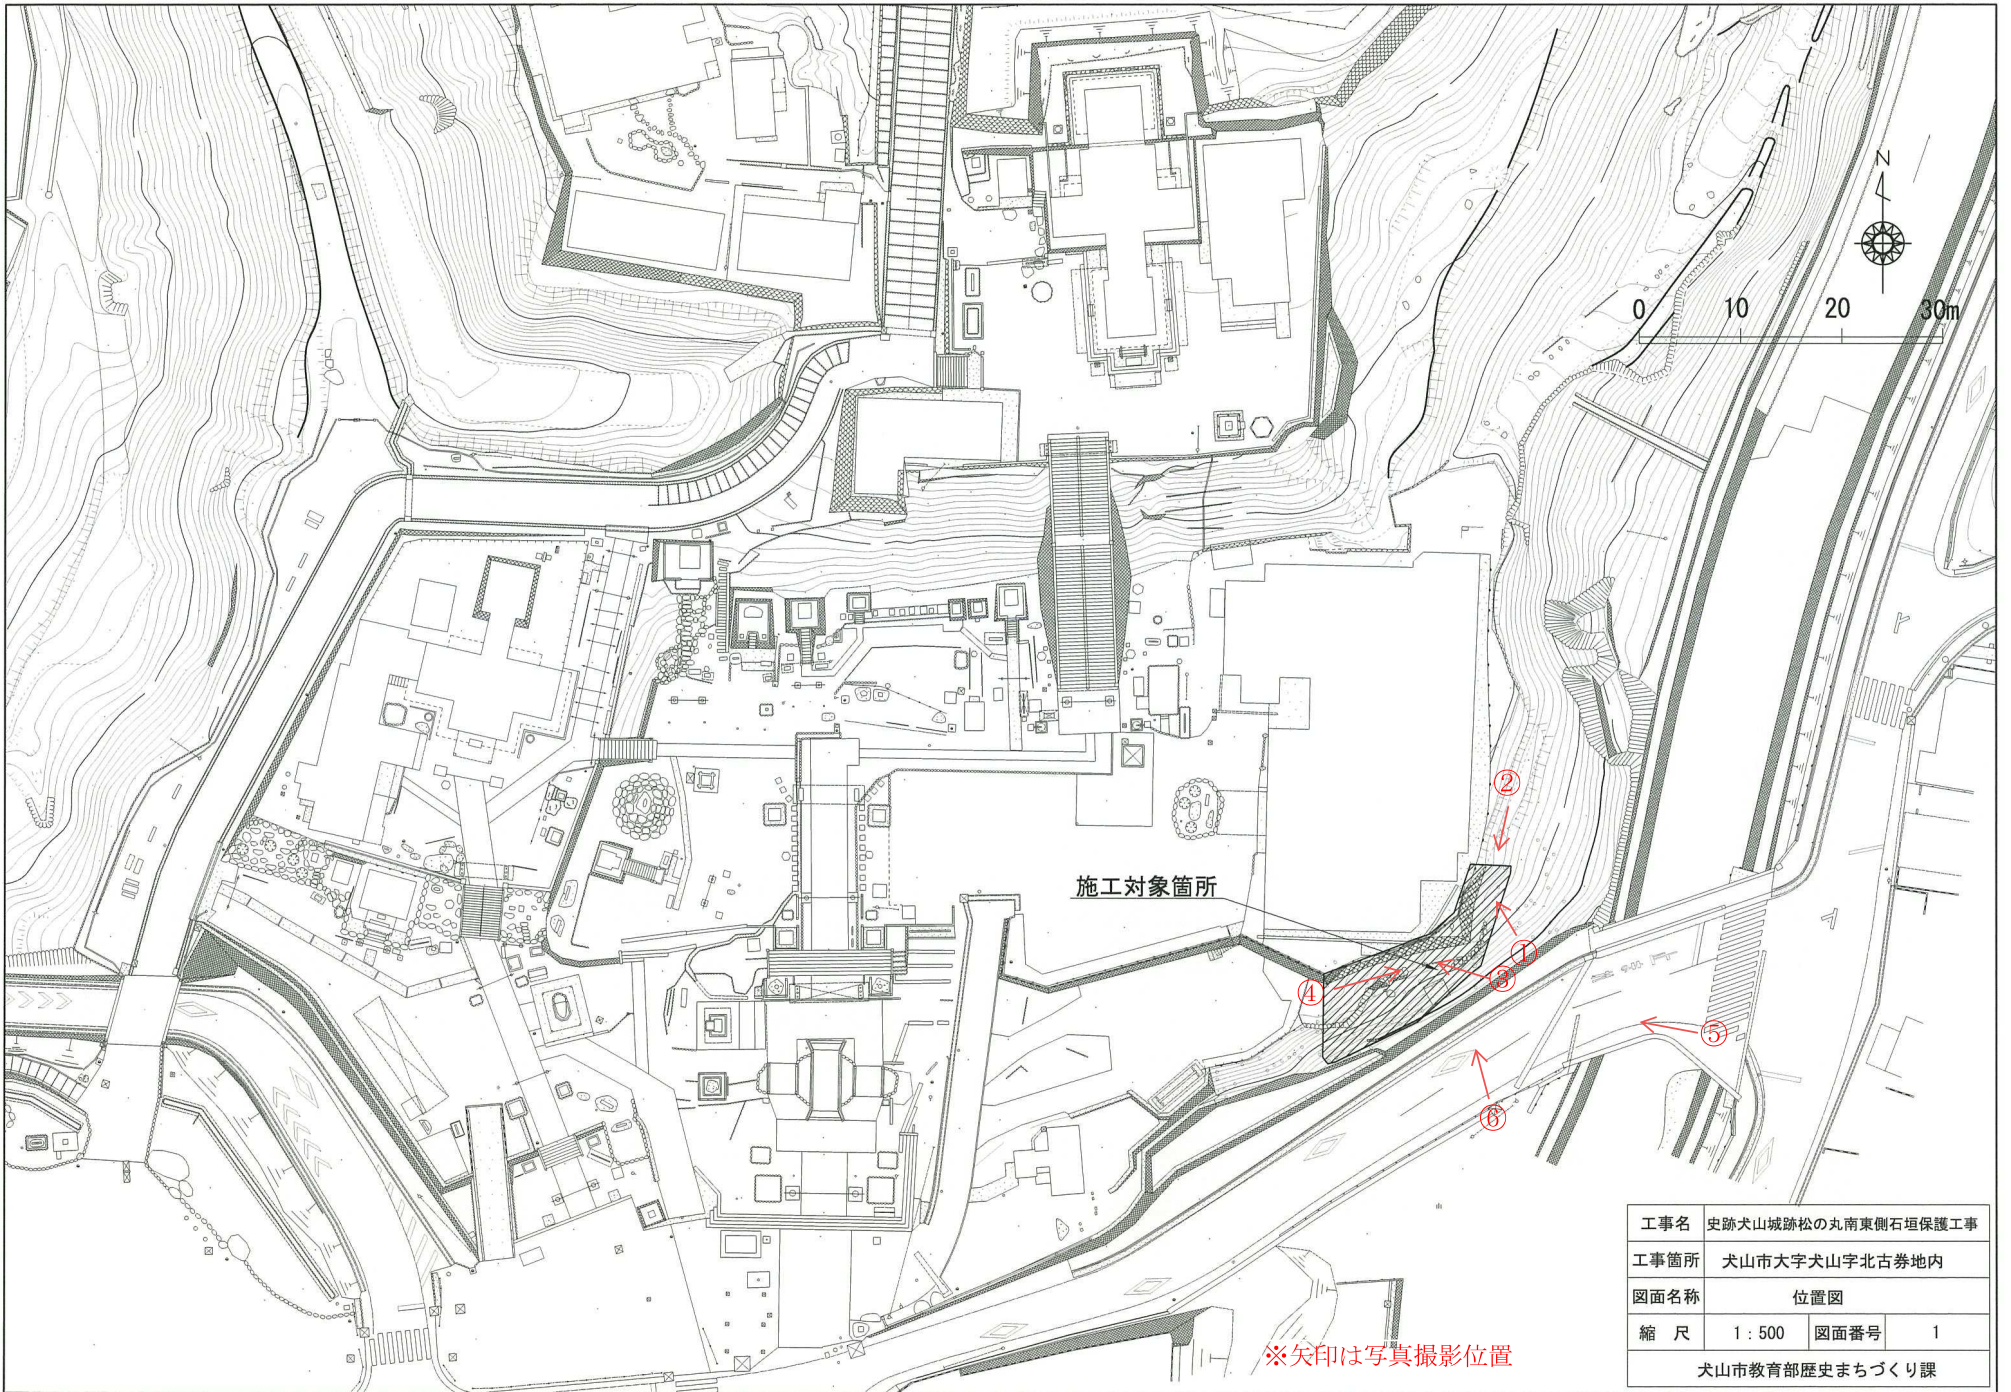 N
0 10 20 30m
②
施工対象箇所
①
③
④
⑤
⑥
※矢印は写真撮影位置
工事名 史跡犬山城跡松の丸南東側石垣保護工事
工事箇所 犬山市大字犬山字北古券地内
図面名称 位置図
縮 尺 1:500 図面番号 1
犬山市教育部歴史まちづくり課